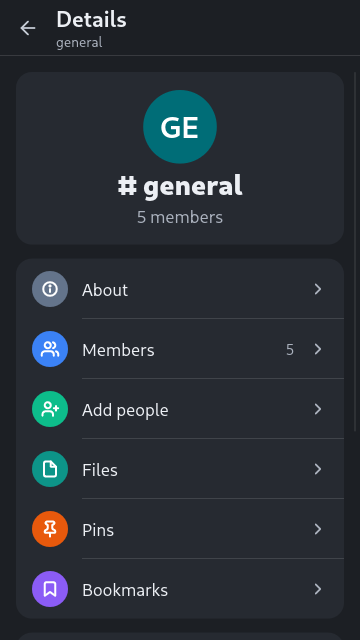 Details
general
GE
# general
5 members
About
Members 5
Add people
Files
Pins
Bookmarks